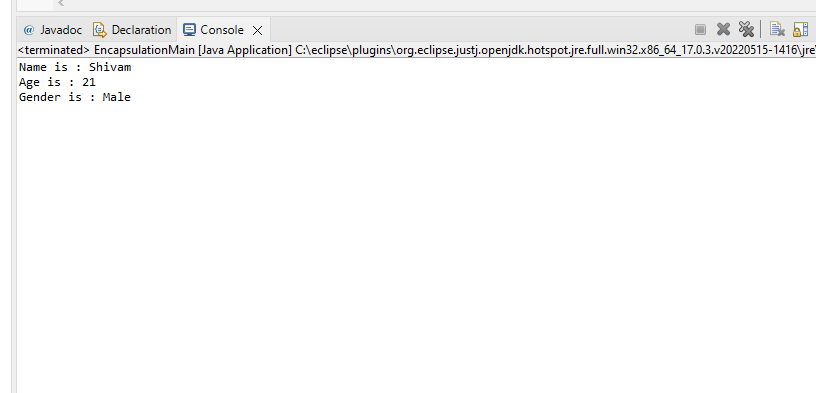 @ Javadoc Declaration Console
<terminated> EncapsulationMain [Java Application] C:\eclipse\plugins\org.eclipse.justj.openjdk.hotspot.jre.full.win32.x86_64_17.0.3.v20220515-1416\jre\
Name is : Shivam
Age is : 21
Gender is : Male